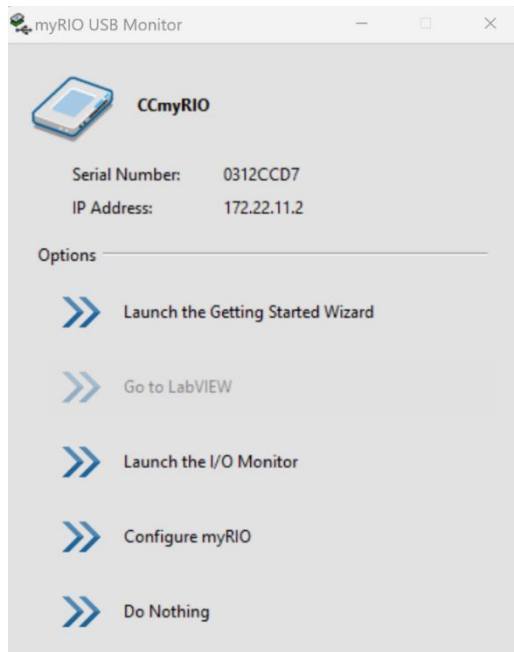 myRIO USB Monitor
CCmyRIO
Serial Number: 0312CCD7
IP Address: 172.22.11.2
Options
Launch the Getting Started Wizard
Go to LabVIEW
Launch the I/O Monitor
Configure myRIO
Do Nothing